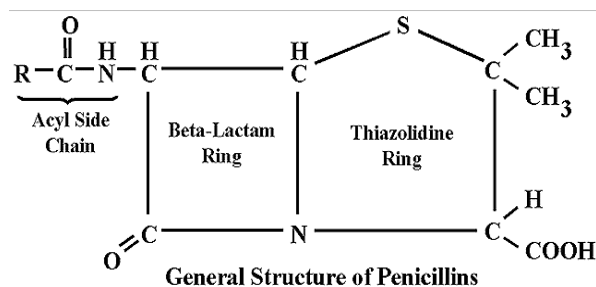 O
S
CH3
H H H
R C N C C C
CH3
Acyl Side
Chain
Beta-Lactam
Ring
Thiazolidine
Ring
H
C N C
O COOH
General Structure of Penicillins